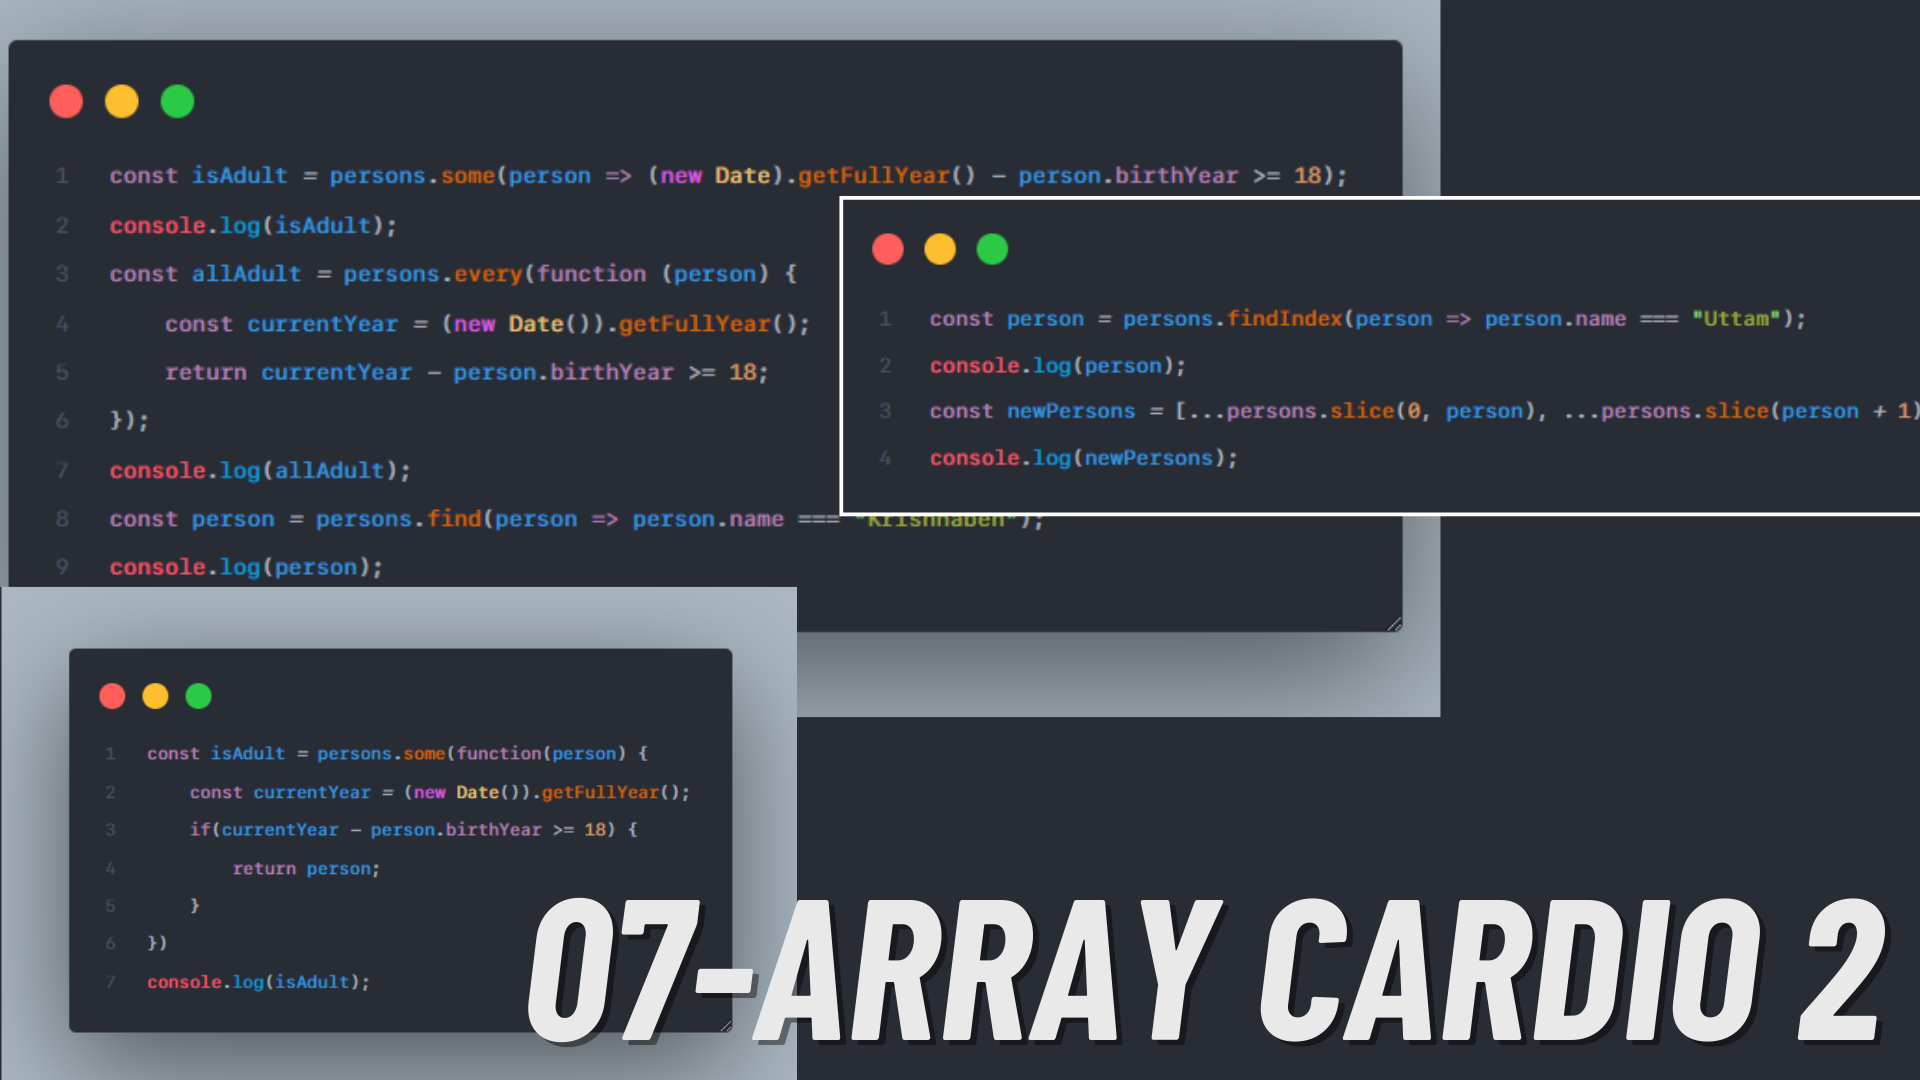 1 const isAdult = persons.some(person => (new Date).getFullYear() - person.birthYear >= 18);
2 console.log(isAdult);
3 const allAdult = persons.every(function (person) {
4 const currentYear = (new Date()).getFullYear();
5 return currentYear - person.birthYear >= 18;
6 });
7 console.log(allAdult);
8 const person = persons.find(person => person.name === "Krishnaben");
9 console.log(person);
1 const person = persons.findIndex(person => person.name === "Uttam");
2 console.log(person);
3 const newPersons = [...persons.slice(0, person), ...persons.slice(person + 1)
4 console.log(newPersons);
1 const isAdult = persons.some(function(person) {
2 const currentYear = (new Date()).getFullYear();
3 if(currentYear - person.birthYear >= 18) {
4 return person;
5 }
6 })
7 console.log(isAdult);
07-ARRAY CARDIO 2